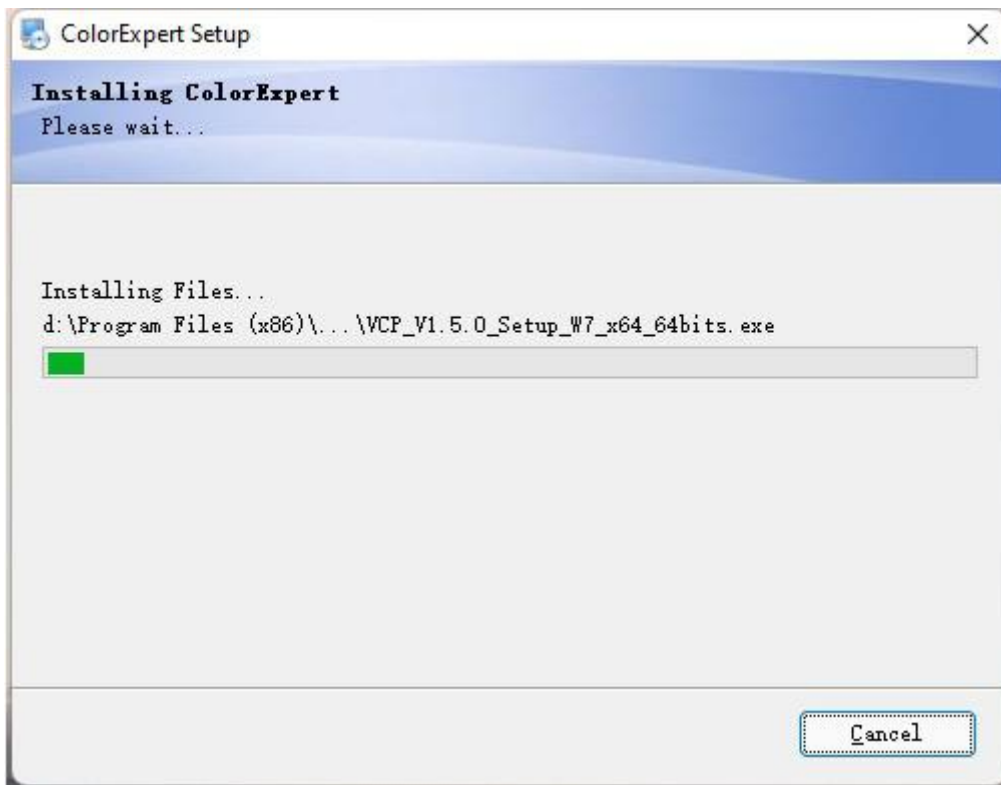 ColorExpert Setup
Installing ColorExpert
Please wait...
Installing Files...
d:\Program Files (x86)\...\VCP_V1.5.0_Setup_W7_x64_64bits.exe
Cancel